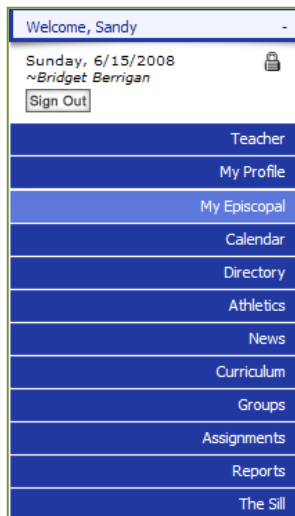 Welcome, Sandy -
Sunday, 6/15/2008
~Bridget Berrigan
Sign Out
Teacher
My Profile
My Episcopal
Calendar
Directory
Athletics
News
Curriculum
Groups
Assignments
Reports
The Sill